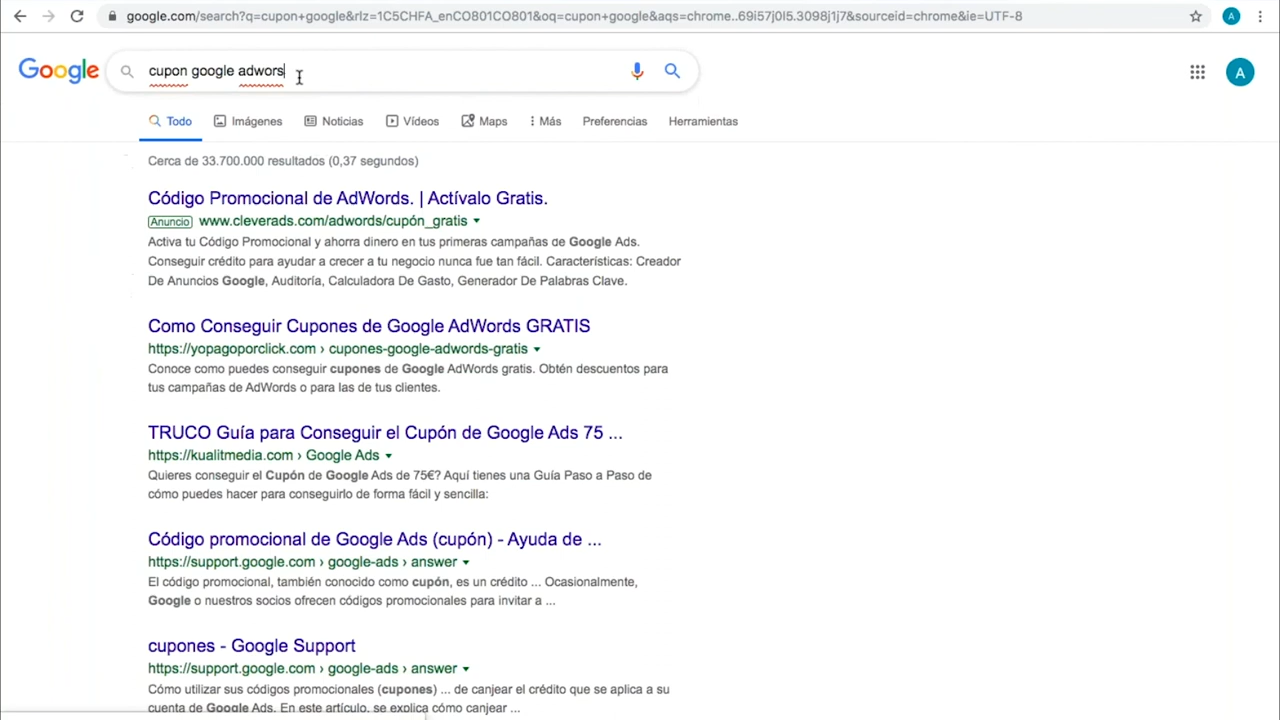 google.com/search?q=cupon+google&rlz=1C5CHFA_enCO801CO801&oq=cupon+google&aqs=chrome..69i57j0l5.3098j1j7&sourceid=chrome&ie=UTF-8
A
Google
cupon google adwors
A
Todo
Imágenes
Noticias
Vídeos
Maps
Más
Preferencias
Herramientas
Cerca de 33.700.000 resultados (0,37 segundos)
Código Promocional de AdWords. | Actívalo Gratis.
Anuncio www.cleverads.com/adwords/cupón_gratis
Activa tu Código Promocional y ahorra dinero en tus primeras campañas de Google Ads.
Conseguir crédito para ayudar a crecer a tu negocio nunca fue tan fácil. Características: Creador
De Anuncios Google, Auditoría, Calculadora De Gasto, Generador De Palabras Clave.
Como Conseguir Cupones de Google AdWords GRATIS
https://yopagoporclick.com › cupones-google-adwords-gratis
Conoce como puedes conseguir cupones de Google AdWords gratis. Obtén descuentos para
tus campañas de AdWords o para las de tus clientes.
TRUCO Guía para Conseguir el Cupón de Google Ads 75 ...
https://kualitmedia.com › Google Ads
Quieres conseguir el Cupón de Google Ads de 75€? Aquí tienes una Guía Paso a Paso de
cómo puedes hacer para conseguirlo de forma fácil y sencilla:
Código promocional de Google Ads (cupón) - Ayuda de ...
https://support.google.com › google-ads › answer
El código promocional, también conocido como cupón, es un crédito ... Ocasionalmente,
Google o nuestros socios ofrecen códigos promocionales para invitar a ...
cupones - Google Support
https://support.google.com › google-ads › answer
Cómo utilizar sus códigos promocionales (cupones) ... de canjear el crédito que se aplica a su
cuenta de Google Ads. En este artículo, se explica cómo canjear ...